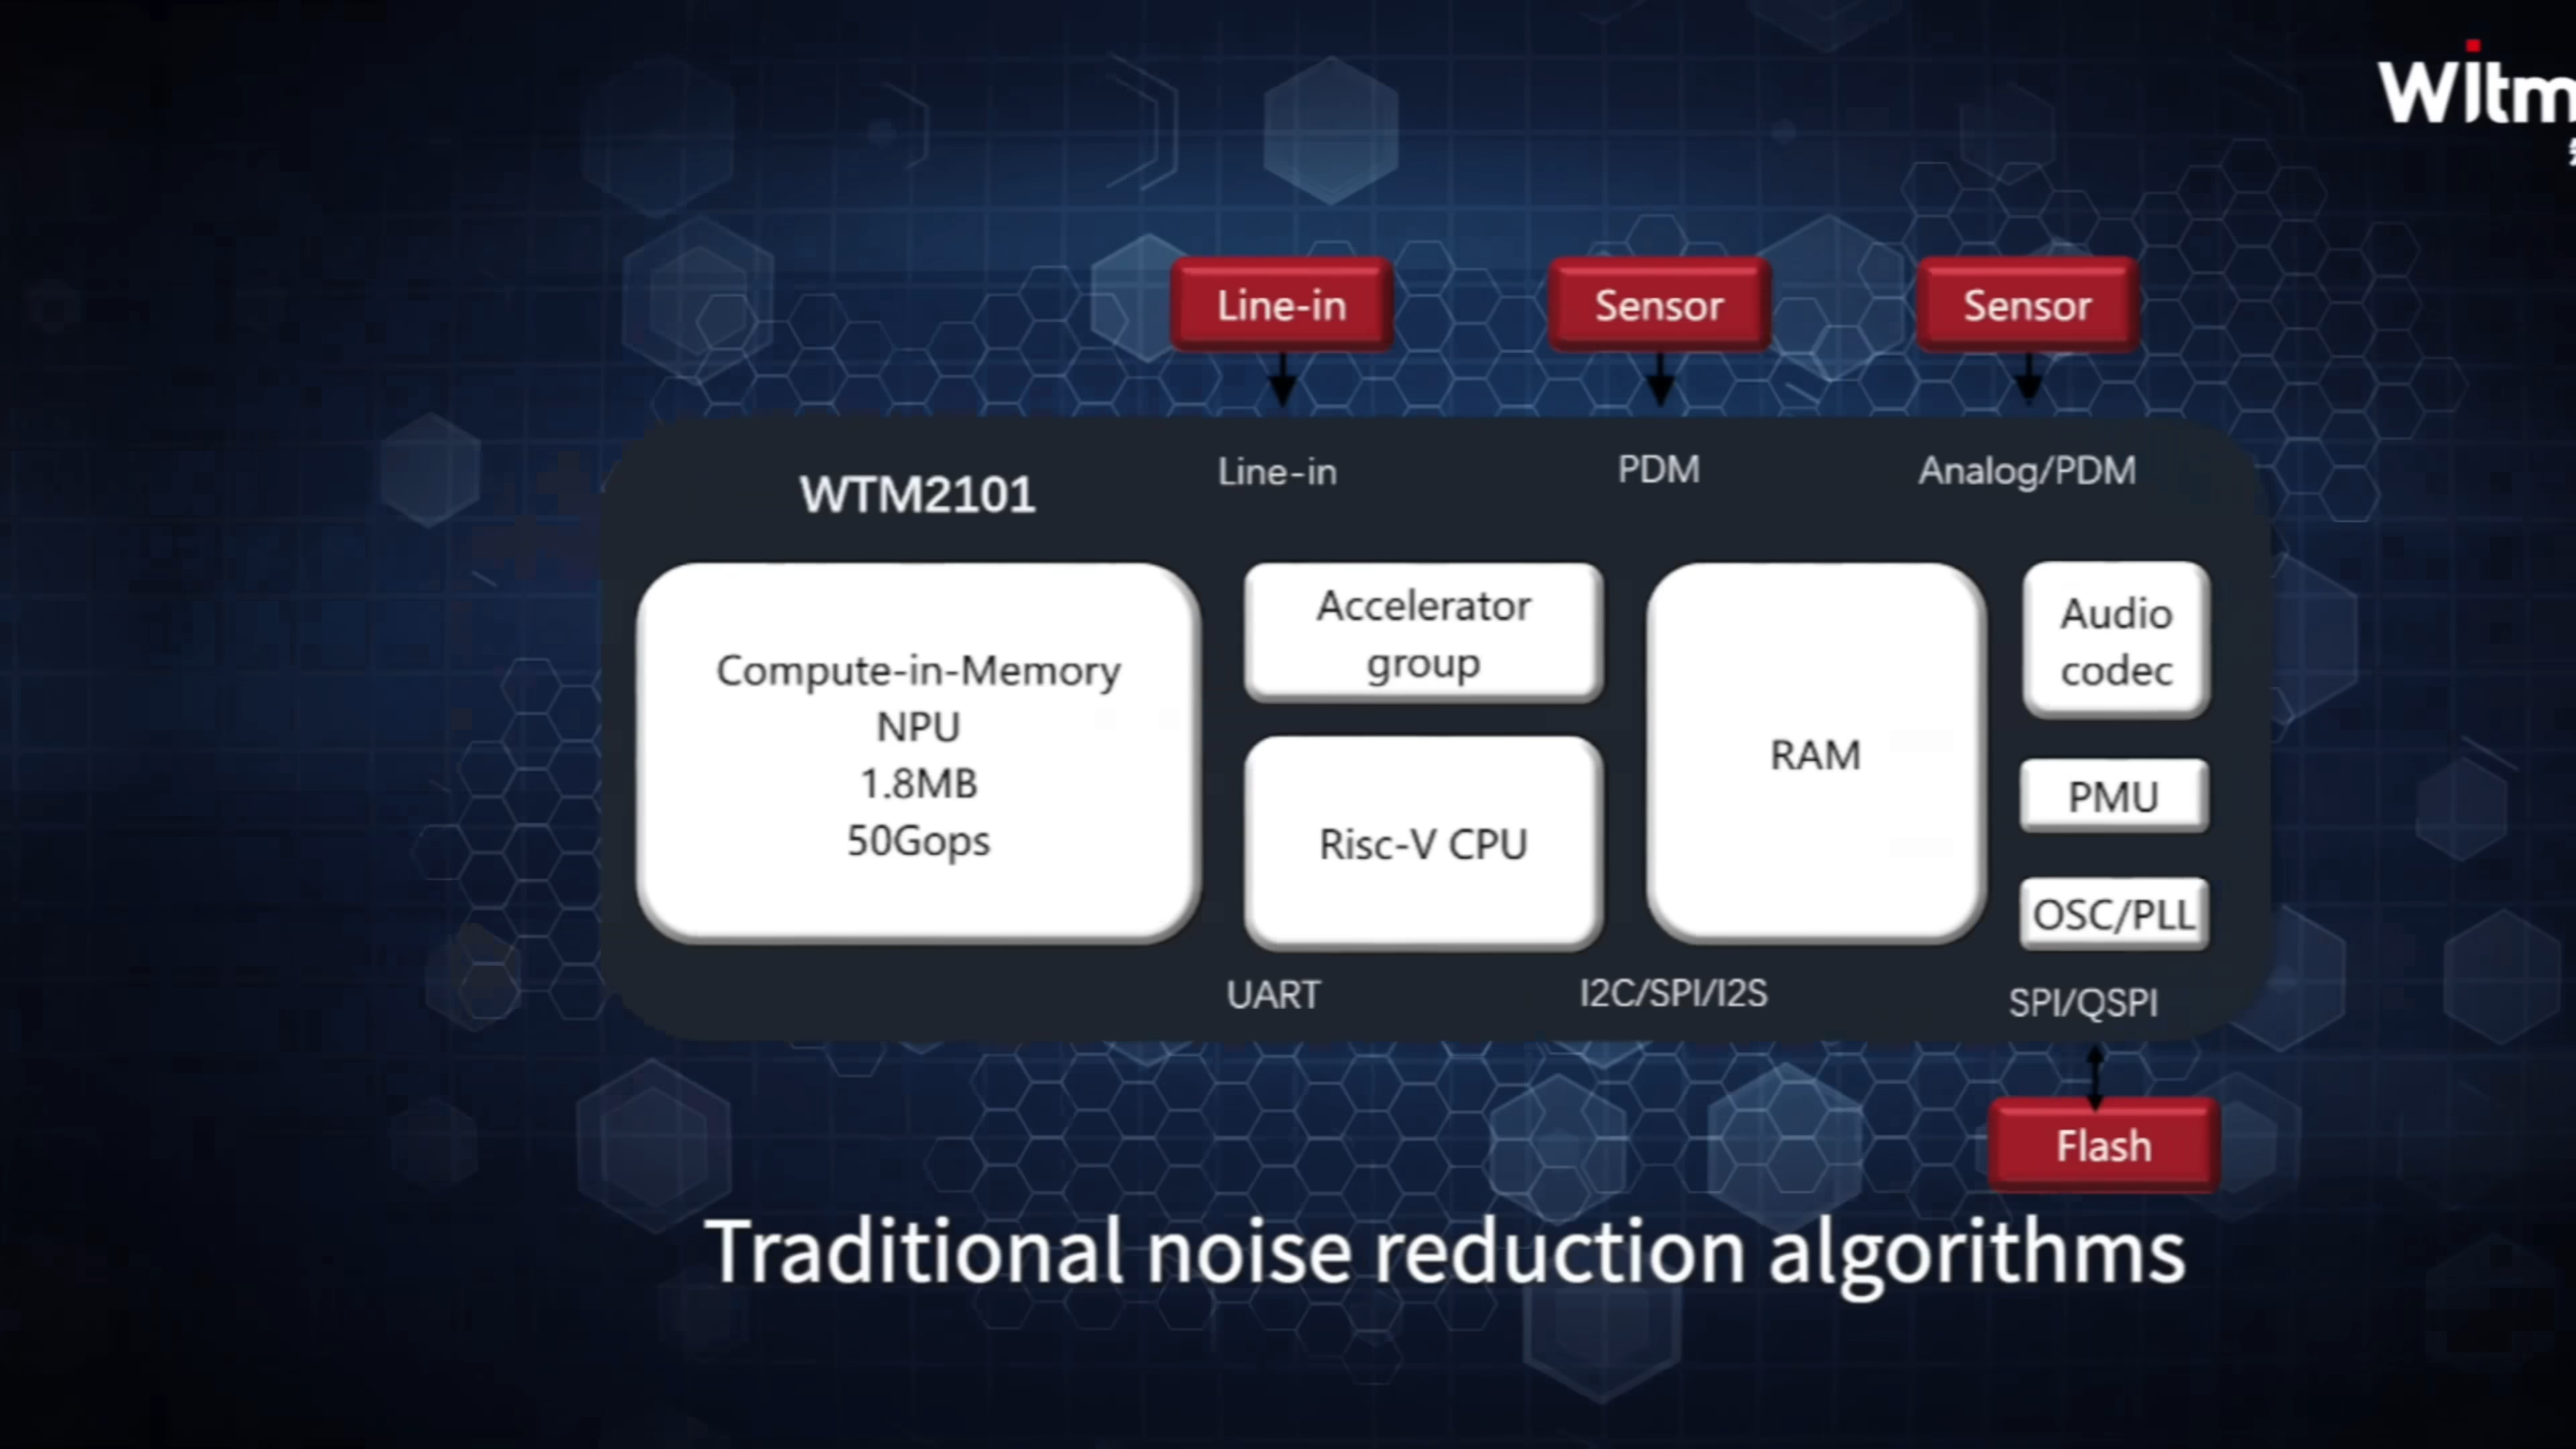 Witm
Line-in
Sensor
Sensor
WTM2101
Line-in
PDM
Analog/PDM
Compute-in-Memory
NPU
1.8MB
50Gops
Accelerator
group
Risc-V CPU
RAM
Audio
codec
PMU
OSC/PLL
UART
I2C/SPI/I2S
SPI/QSPI
Flash
Traditional noise reduction algorithms